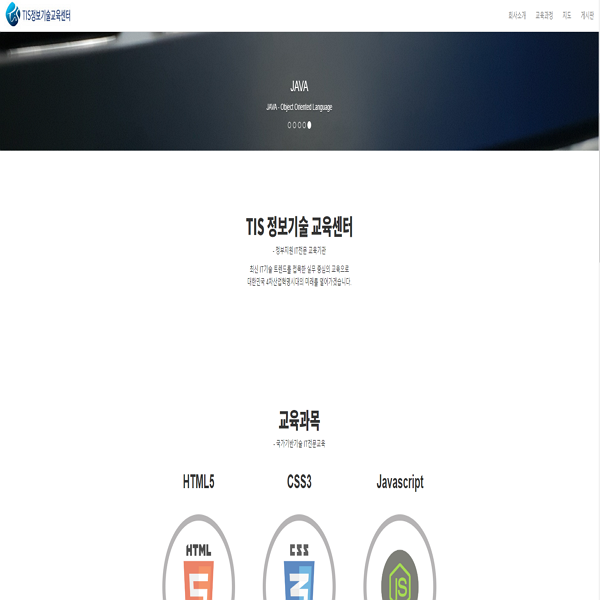 TIS정보기술교육센터
회사소개 교육과정 지도 게시판
JAVA
JAVA - Object Oriented Language
TIS 정보기술 교육센터
- 정부지원 IT전문 교육기관
최신 IT기술 트렌드를 접목한 실무 중심의 교육으로
대한민국 4차산업혁명시대의 미래를 열어가겠습니다.
교육과목
- 국가기반기술 IT전문교육
HTML5 CSS3 Javascript
HTML CSS
JS